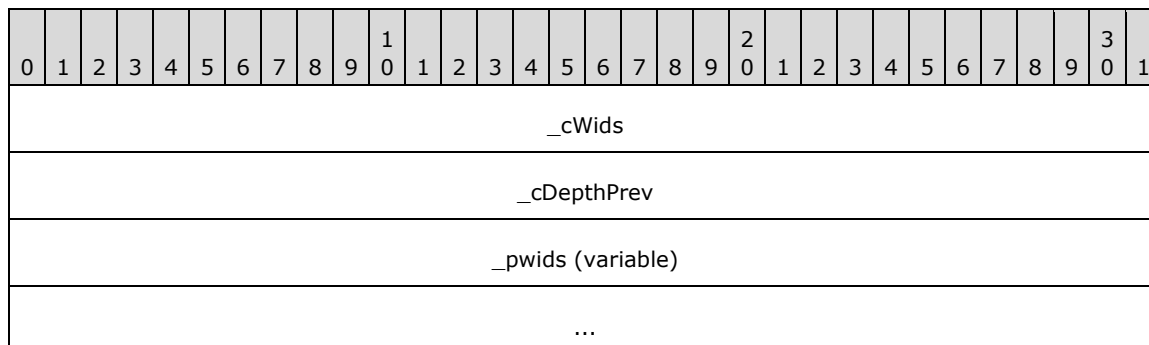 1 2 3
0 1 2 3 4 5 6 7 8 9 0 1 2 3 4 5 6 7 8 9 0 1 2 3 4 5 6 7 8 9 0 1
_cWids
_cDepthPrev
_pwids (variable)
...